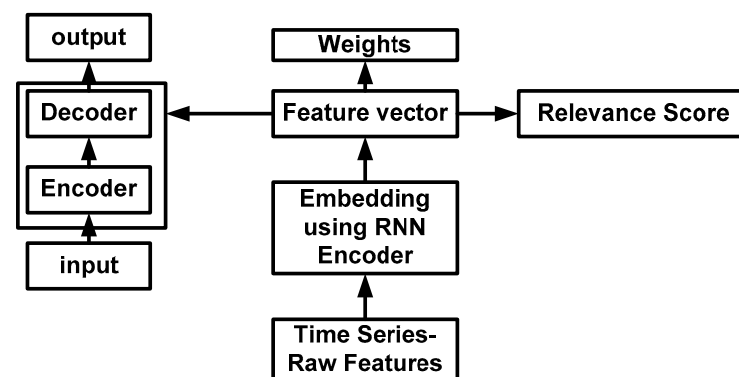 output
Decoder
Encoder
input
Weights
Feature vector
Embedding
using RNN
Encoder
Time Series-
Raw Features
Relevance Score